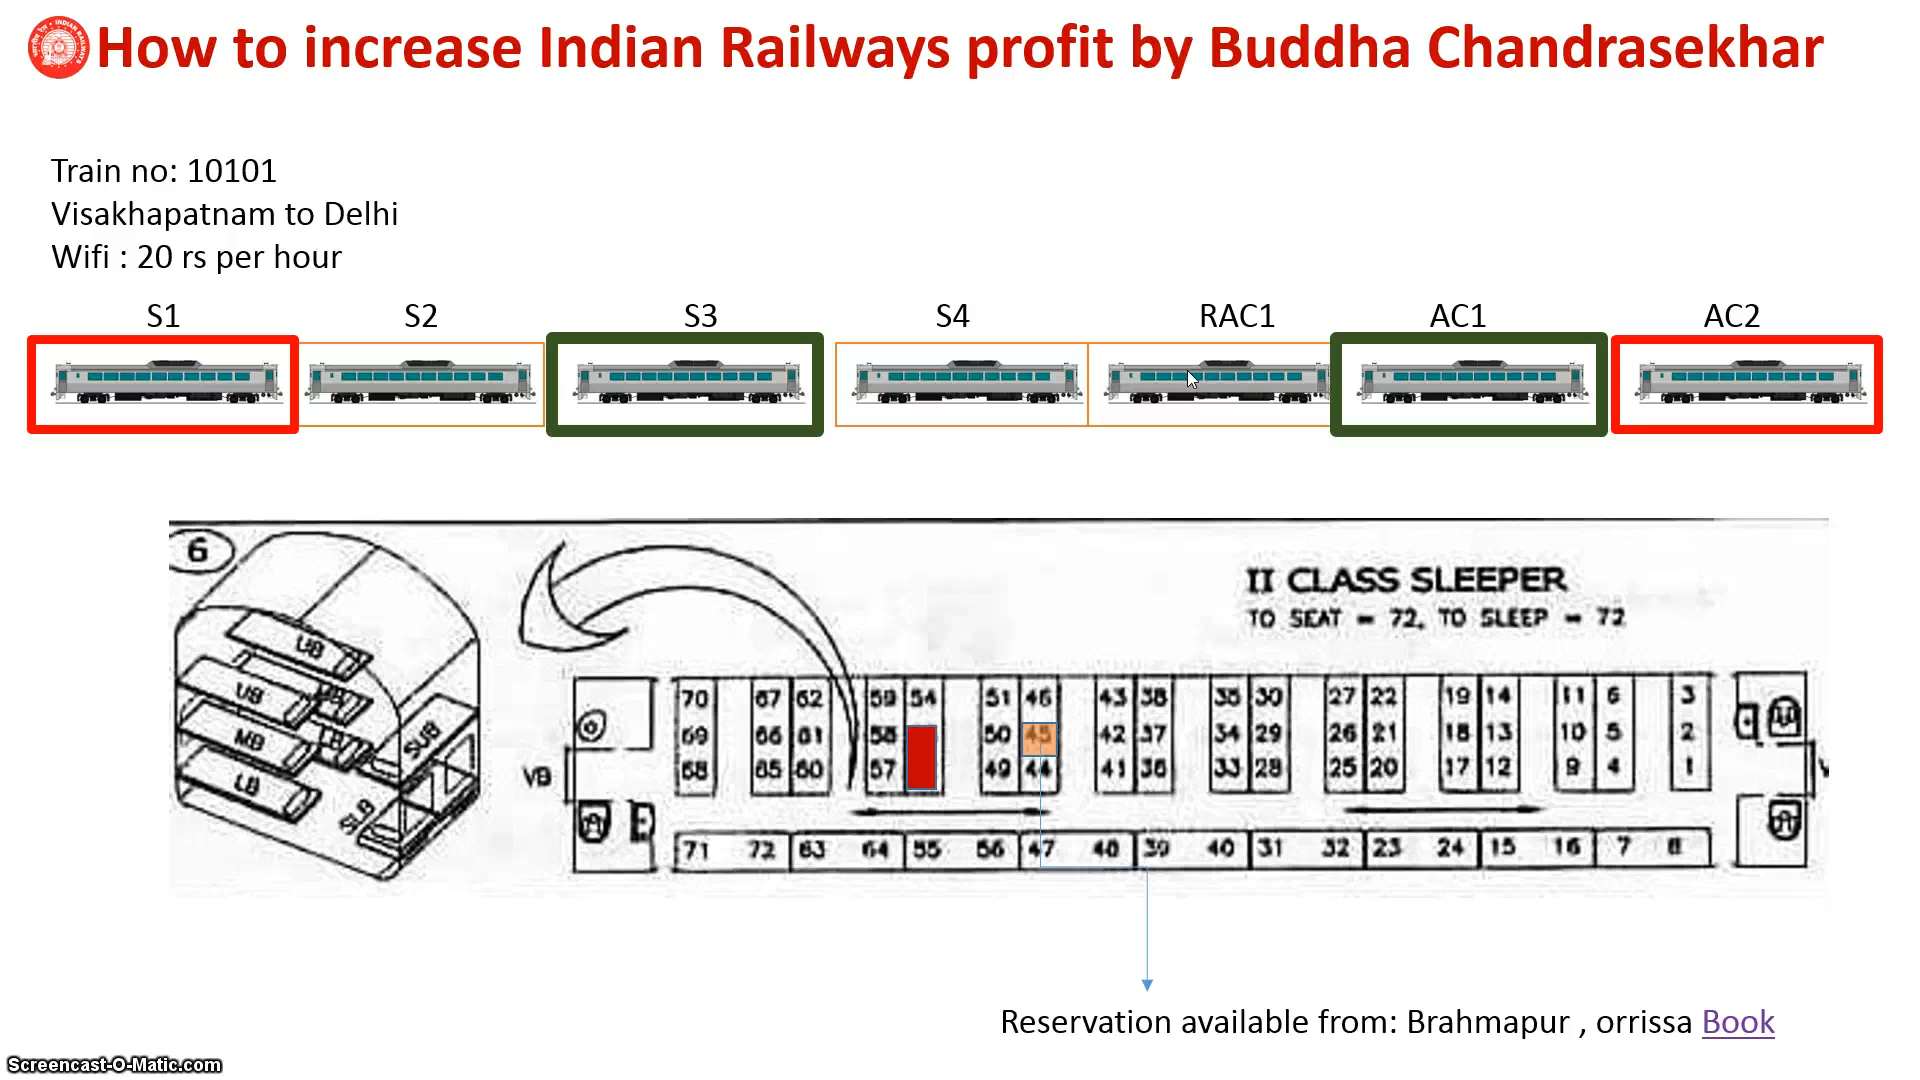 How to increase Indian Railways profit by Buddha Chandrasekhar
Train no: 10101
Visakhapatnam to Delhi
Wifi : 20 rs per hour
S1 S2 S3 S4 RAC1 AC1 AC2
6
II CLASS SLEEPER
TO SEAT = 72, TO SLEEP = 72
UB
UB
MB
LB
SUB
SLB
70 67 62 59 54 51 46 43 38 35 30 27 22 19 14 11 6 3
69 66 61 58 50 45 42 37 34 29 26 21 18 13 10 5 2
VB 68 65 60 57 49 44 41 36 33 28 25 20 17 12 9 4 1
71 72 63 64 55 56 47 48 39 40 31 32 23 24 15 16 7 8
Reservation available from: Brahmapur , orrissa Book
Screencast-O-Matic.com